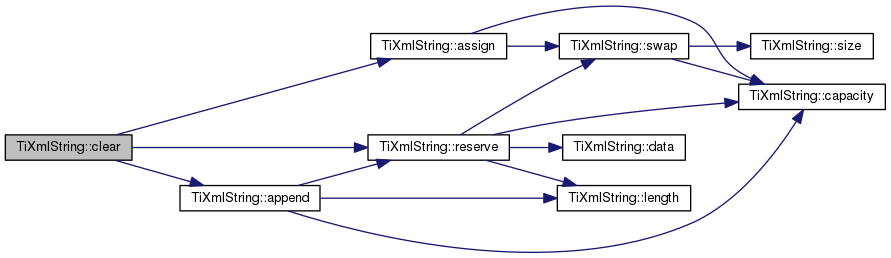 TiXmlString::assign
TiXmlString::swap
TiXmlString::size
TiXmlString::capacity
TiXmlString::clear
TiXmlString::reserve
TiXmlString::data
TiXmlString::append
TiXmlString::length